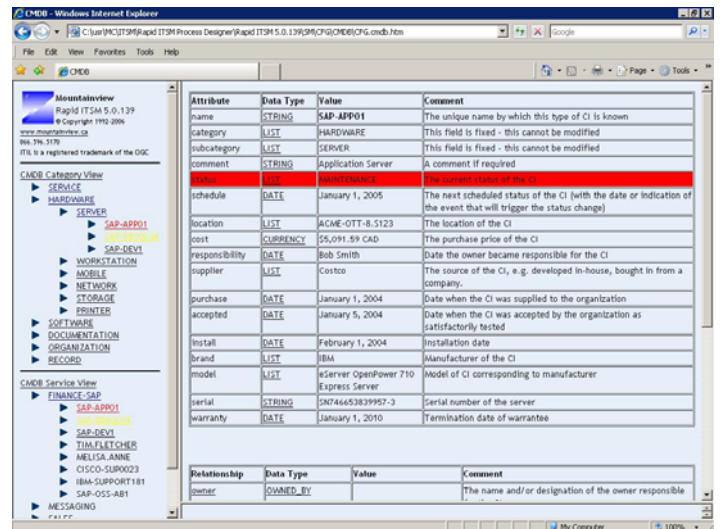 CMDB - Windows Internet Explorer
C:\usr\MC\ITSM\Rapid ITSM Process Designer\Rapid ITSM 5.0.139\SM\CFG\CMDB\CFG.cmdb.htm
Google
File Edit View Favorites Tools Help
CMDB
Page Tools
Mountainview
Rapid ITSM 5.0.139
© Copyright 1992-2006
www.mountainview.ca
866.396.5170
ITIL is a registered trademark of the OGC
CMDB Category View
SERVICE
HARDWARE
SERVER
SAP-APP01
SAP-DEV1
WORKSTATION
MOBILE
NETWORK
STORAGE
PRINTER
SOFTWARE
DOCUMENTATION
ORGANIZATION
RECORD
CMDB Service View
FINANCE-SAP
SAP-APP01
SAP-DEV1
TIM.FLETCHER
MELISA.ANNE
CISCO-SUP0023
IBM-SUPPORT181
SAP-OSS-AB1
MESSAGING
SALES
Attribute Data Type Value Comment
name STRING SAP-APP01 The unique name by which this type of CI is known
category LIST HARDWARE This field is fixed - this cannot be modified
subcategory LIST SERVER This field is fixed - this cannot be modified
comment STRING Application Server A comment if required
status LIST MAINTENANCE The current status of the CI
schedule DATE January 1, 2005 The next scheduled status of the CI (with the date or indication of
the event that will trigger the status change)
location LIST ACME-OTT-8.S123 The location of the CI
cost CURRENCY $5,091.59 CAD The purchase price of the CI
responsibility DATE Bob Smith Date the owner became responsible for the CI
supplier LIST Costco The source of the CI, e.g. developed in-house, bought in from a
company.
purchase DATE January 1, 2004 Date when the CI was supplied to the organization
accepted DATE January 5, 2004 Date when the CI was accepted by the organization as
satisfactorily tested
install DATE February 1, 2004 Installation date
brand LIST IBM Manufacturer of the CI
model LIST eServer OpenPower 710 Model of CI corresponding to manufacturer
Express Server
serial STRING SN746653839957-3 Serial number of the server
warranty DATE January 1, 2010 Termination date of warrantee
Relationship Data Type Value Comment
owner OWNED_BY The name and/or designation of the owner responsible
My Computer 100%